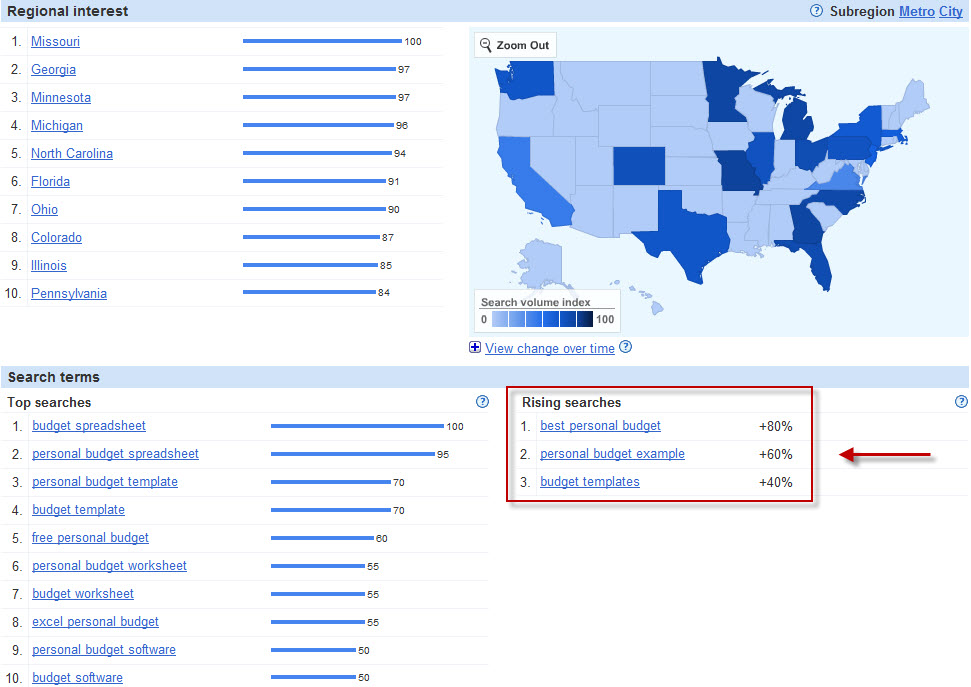 Regional interest
Subregion Metro City
1. Missouri 100
2. Georgia 97
3. Minnesota 97
4. Michigan 96
5. North Carolina 94
6. Florida 91
7. Ohio 90
8. Colorado 87
9. Illinois 85
10. Pennsylvania 84
Zoom Out
Search volume index
0 100
View change over time
Search terms
Top searches
1. budget spreadsheet 100
2. personal budget spreadsheet 95
3. personal budget template 70
4. budget template 70
5. free personal budget 60
6. personal budget worksheet 55
7. budget worksheet 55
8. excel personal budget 55
9. personal budget software 50
10. budget software 50
Rising searches
1. best personal budget +80%
2. personal budget example +60%
3. budget templates +40%